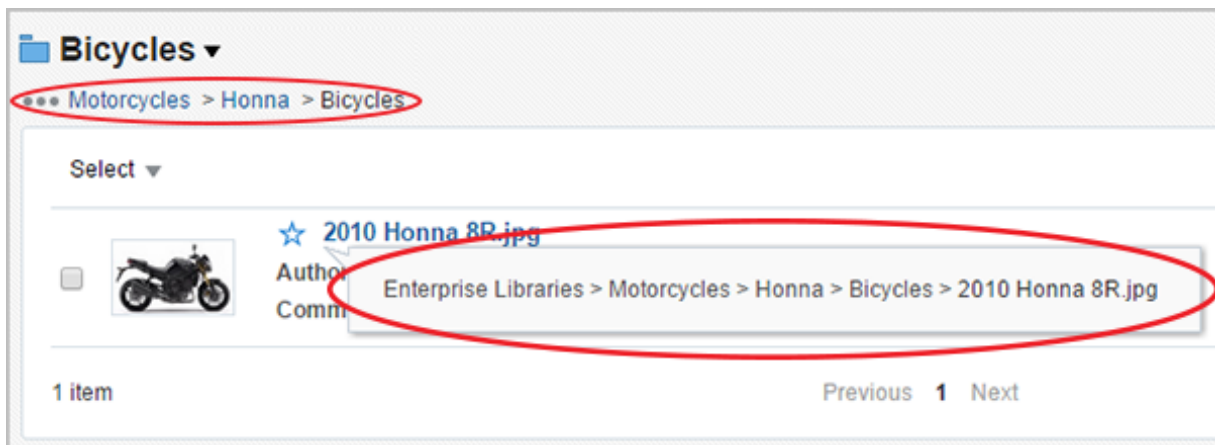 Bicycles
Motorcycles > Honna > Bicycles
Select
2010 Honna 8R.jpg
Autho
Comm
Enterprise Libraries > Motorcycles > Honna > Bicycles > 2010 Honna 8R.jpg
1 item Previous 1 Next